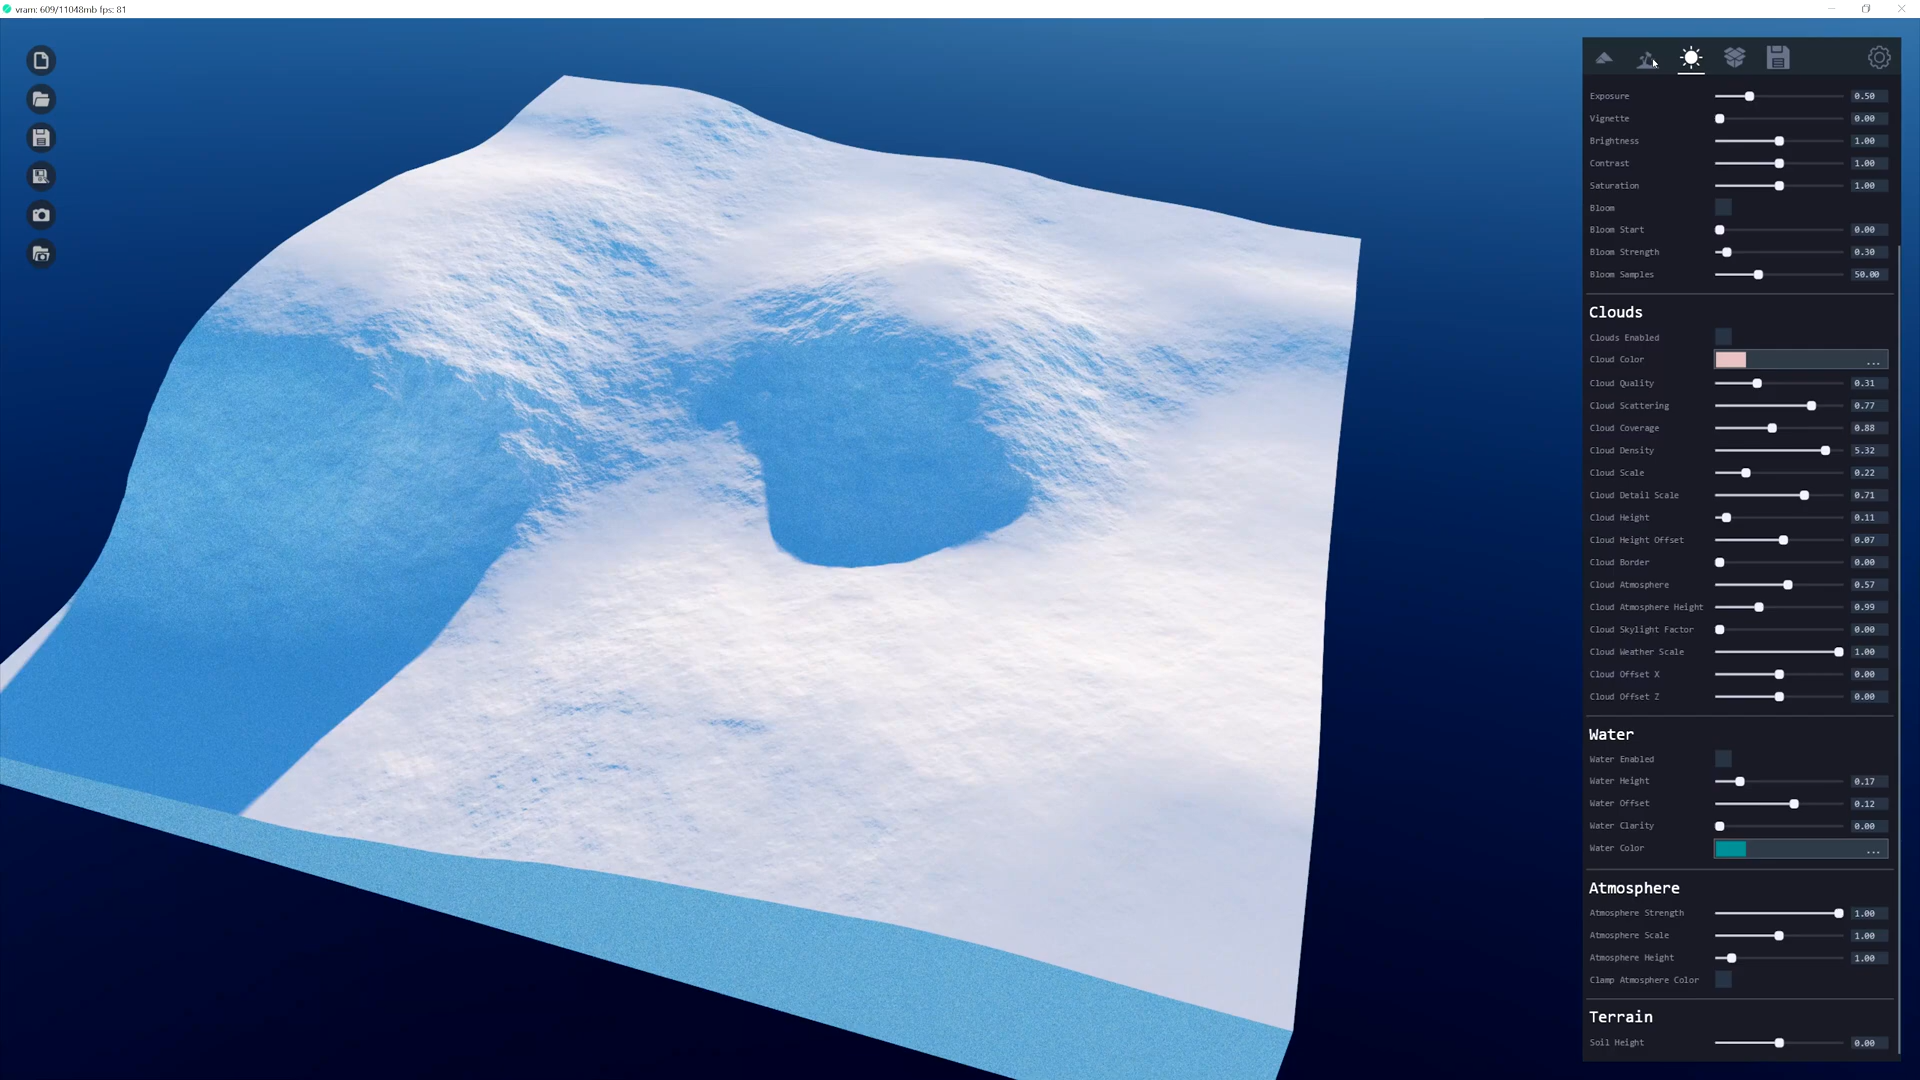 vram: 609/11048mb fps: 81
Exposure 0.50
Vignette 0.00
Brightness 1.00
Contrast 1.00
Saturation 1.00
Bloom
Bloom Start 0.00
Bloom Strength 0.30
Bloom Samples 50.00
Clouds
Clouds Enabled
Cloud Color ...
Cloud Quality 0.31
Cloud Scattering 0.77
Cloud Coverage 0.88
Cloud Density 5.32
Cloud Scale 0.22
Cloud Detail Scale 0.71
Cloud Height 0.11
Cloud Height Offset 0.07
Cloud Border 0.00
Cloud Atmosphere 0.57
Cloud Atmosphere Height 0.99
Cloud Skylight Factor 0.00
Cloud Weather Scale 1.00
Cloud Offset X 0.00
Cloud Offset Z 0.00
Water
Water Enabled
Water Height 0.17
Water Offset 0.12
Water Clarity 0.00
Water Color ...
Atmosphere
Atmosphere Strength 1.00
Atmosphere Scale 1.00
Atmosphere Height 1.00
Clamp Atmosphere Color
Terrain
Soil Height 0.00